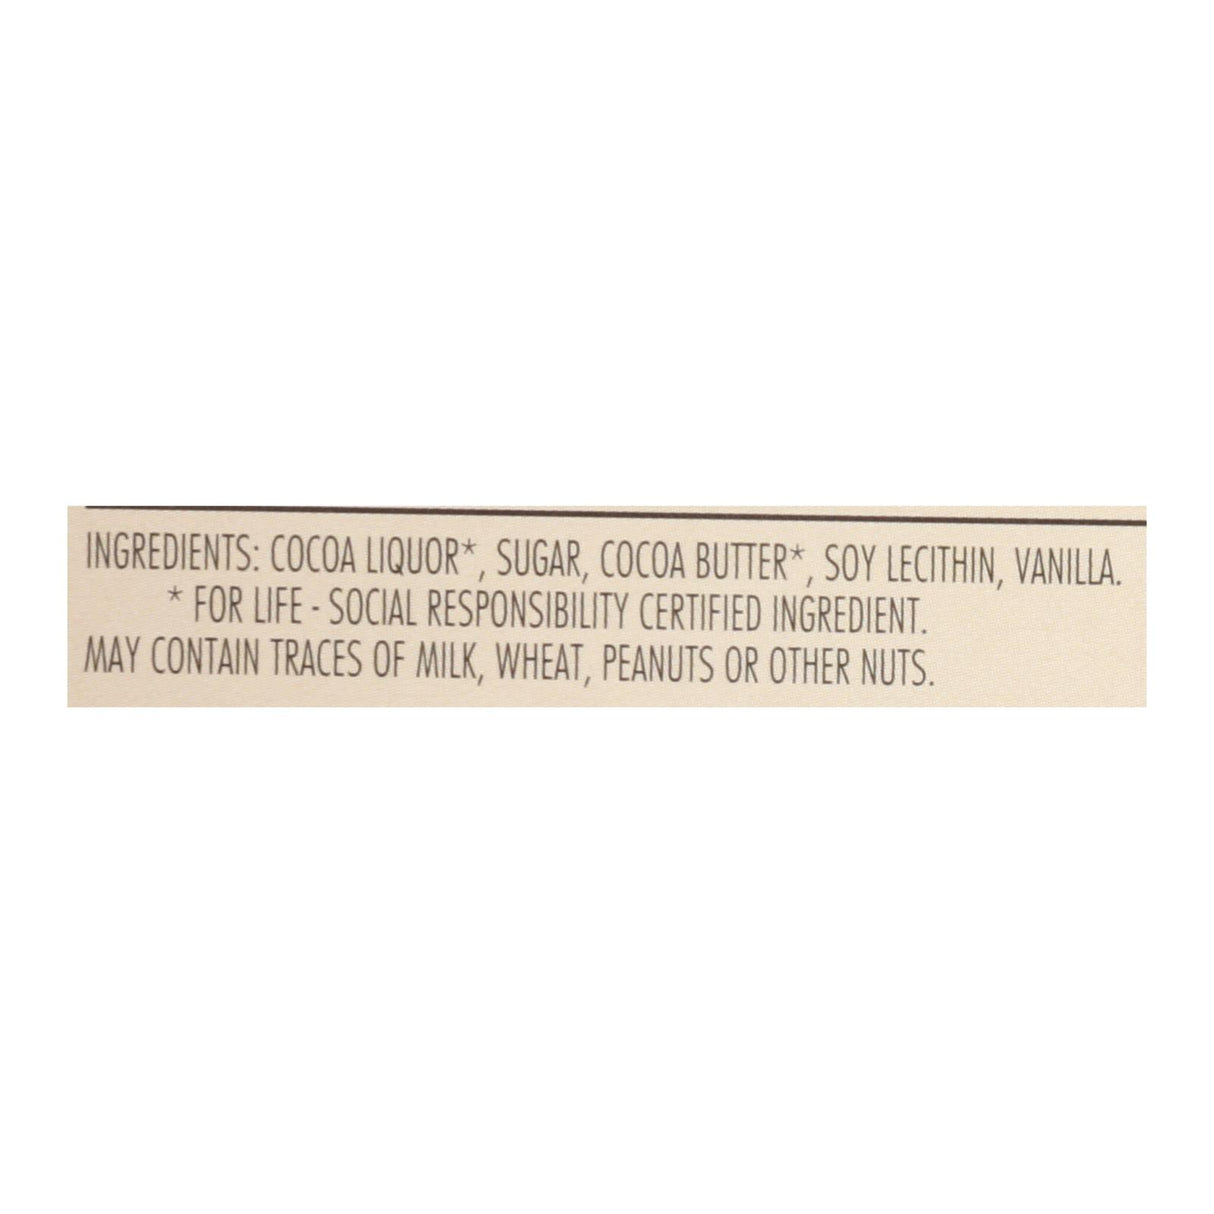 INGREDIENTS: COCOA LIQUOR*, SUGAR, COCOA BUTTER*, SOY LECITHIN, VANILLA.
* FOR LIFE - SOCIAL RESPONSIBILITY CERTIFIED INGREDIENT.
MAY CONTAIN TRACES OF MILK, WHEAT, PEANUTS OR OTHER NUTS.